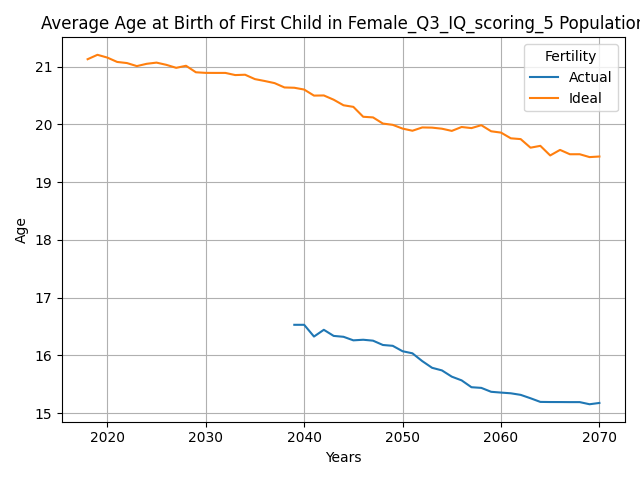 Average Age at Birth of First Child in Female_Q3_IQ_scoring_5 Population
Fertility
Actual
Ideal
21
20
19
18
17
16
15
Age
2020
2030
2040
2050
2060
2070
Years